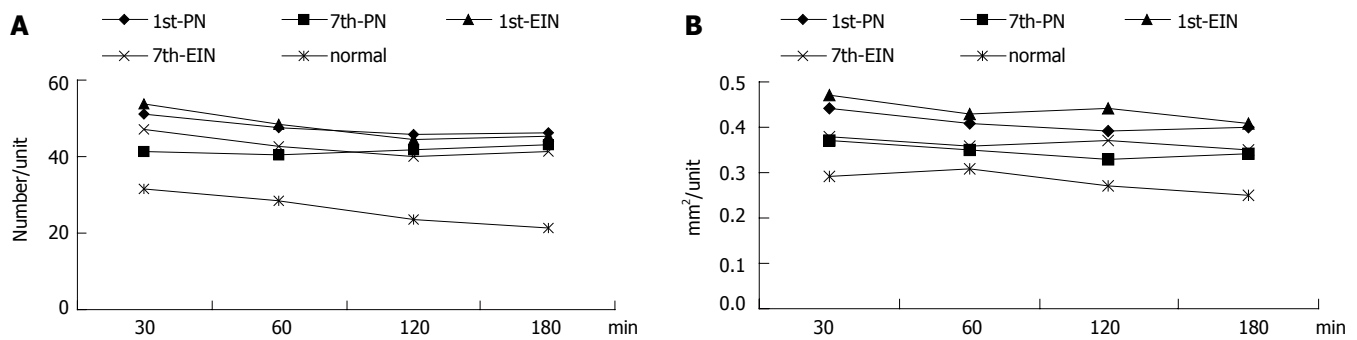 A
1st-PN 7th-PN 1st-EIN
7th-EIN normal
Number/unit
60
40
20
0
30 60 120 180 min
B
1st-PN 7th-PN 1st-EIN
7th-EIN normal
mm²/unit
0.5
0.4
0.3
0.2
0.1
0.0
30 60 120 180 min